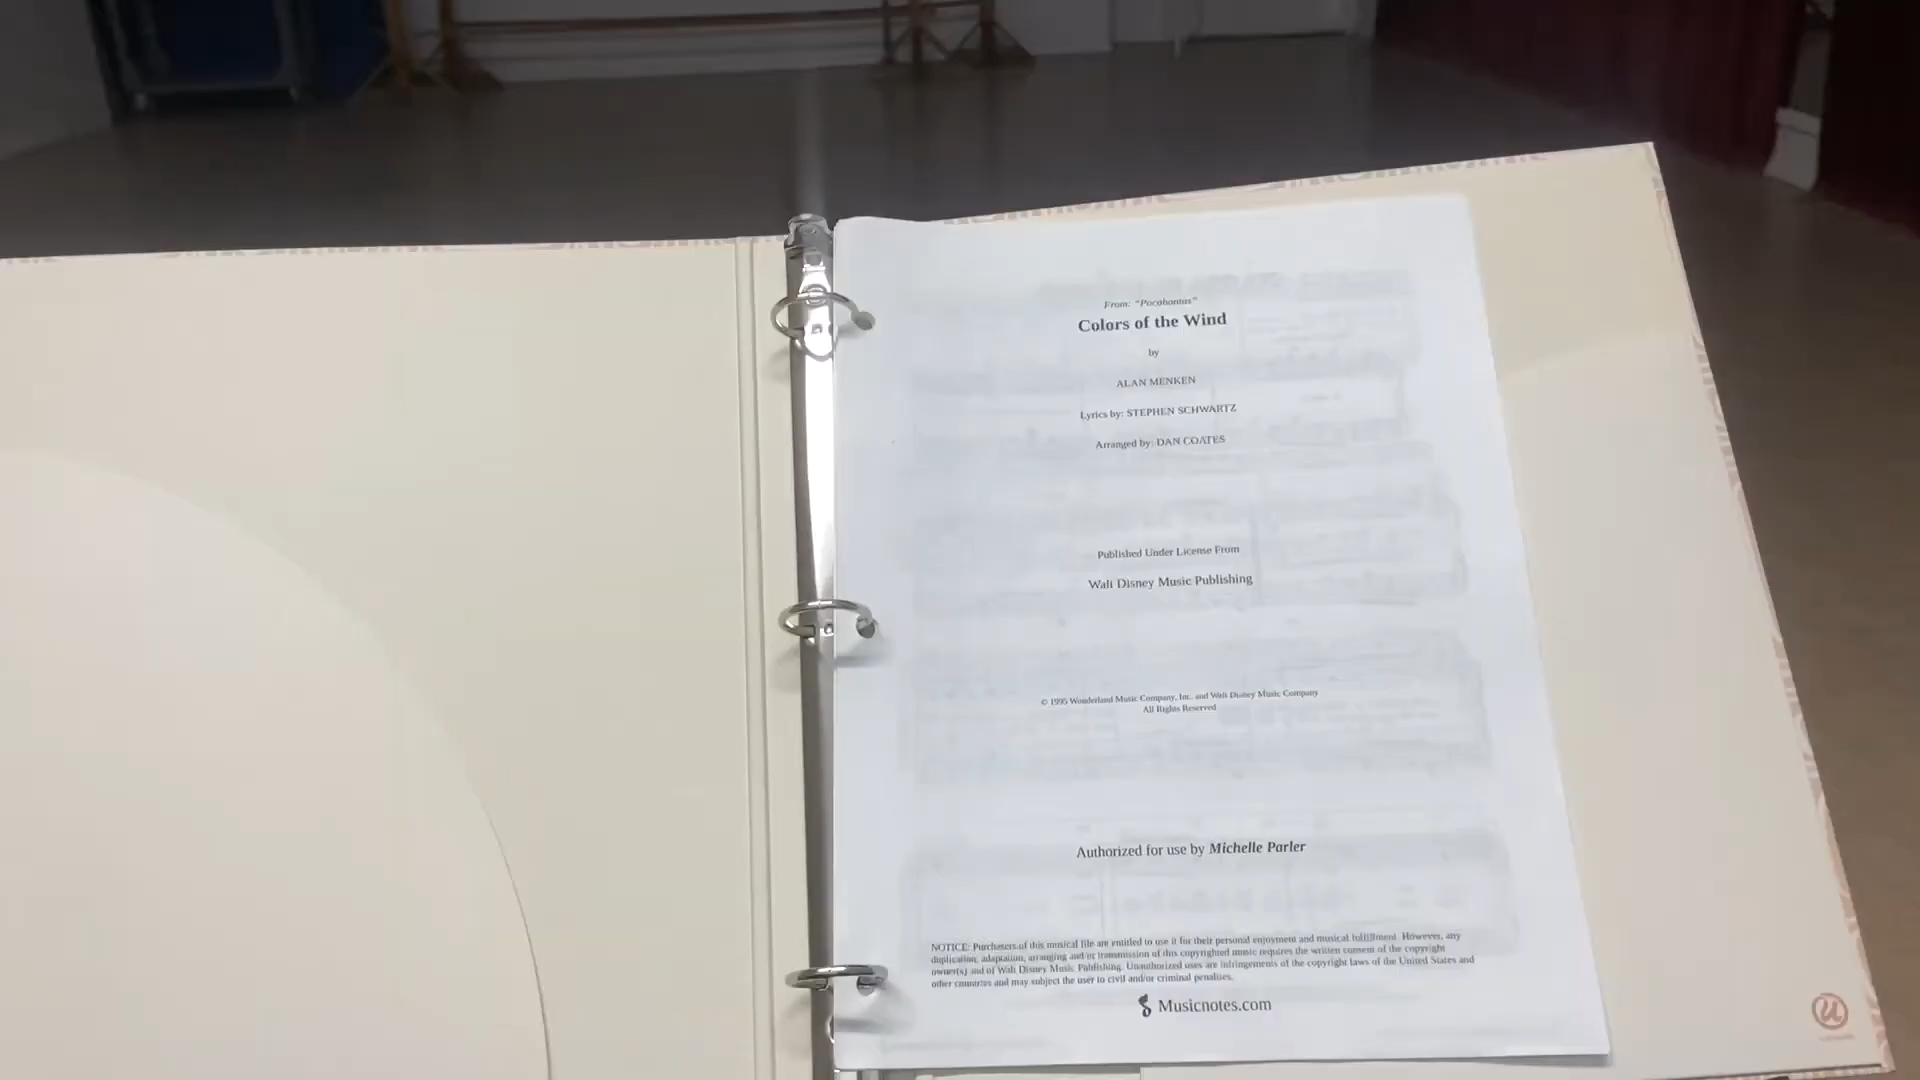 From: "Pocahontas"
Colors of the Wind
by
ALAN MENKEN
Lyrics by: STEPHEN SCHWARTZ
Arranged by: DAN COATES
Published Under License From
Walt Disney Music Publishing
© 1995 Wonderland Music Company, Inc. and Walt Disney Music Company
All Rights Reserved
Authorized for use by Michelle Parler
NOTICE: Purchasers of this musical file are entitled to use it for their personal enjoyment and musical fulfillment. However, any
duplication, adaptation, arranging and/or transmission of this copyrighted music requires the written consent of the copyright
owner(s) and of Walt Disney Music Publishing. Unauthorized uses are infringements of the copyright laws of the United States and
other countries and may subject the user to civil and/or criminal penalties.
Musicnotes.com